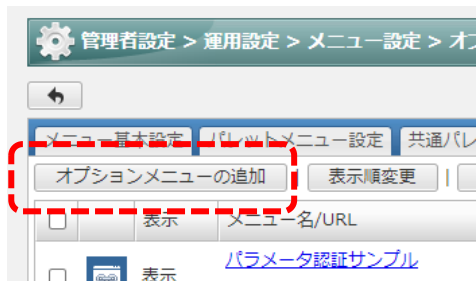 管理者設定 > 運用設定 > メニュー設定 > オ
メニュー基本設定 パレットメニュー設定 共通パレ
オプションメニューの追加 | 表示順変更 |
表示 メニュー名/URL
表示 パラメータ認証サンプル